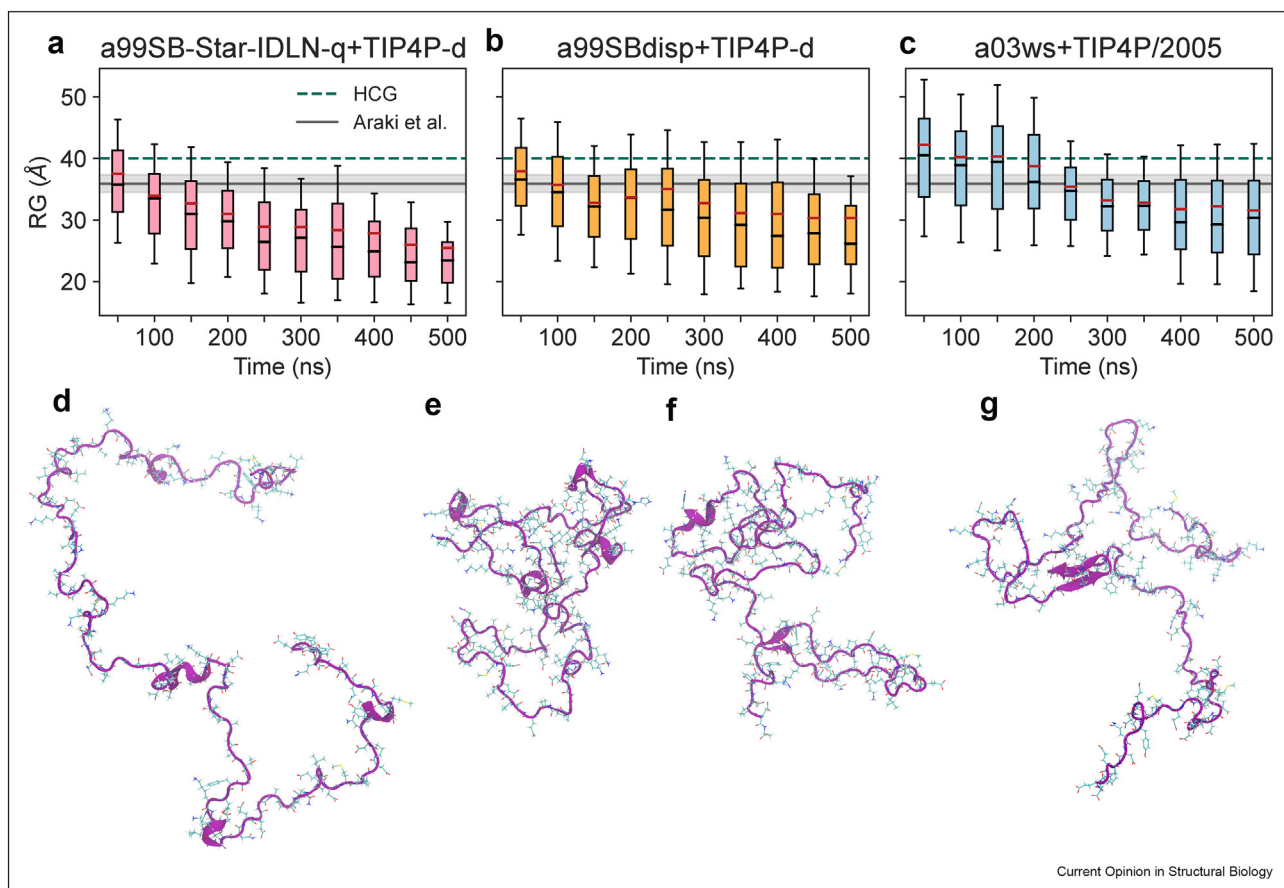 a
a99SB-Star-IDLN-q+TIP4P-d
b
a99SBdisp+TIP4P-d
c
a03ws+TIP4P/2005
HCG
Araki et al.
RG (Å)
50
40
30
20
100 200 300 400 500
Time (ns)
100 200 300 400 500
Time (ns)
100 200 300 400 500
Time (ns)
d
e
f
g
Current Opinion in Structural Biology